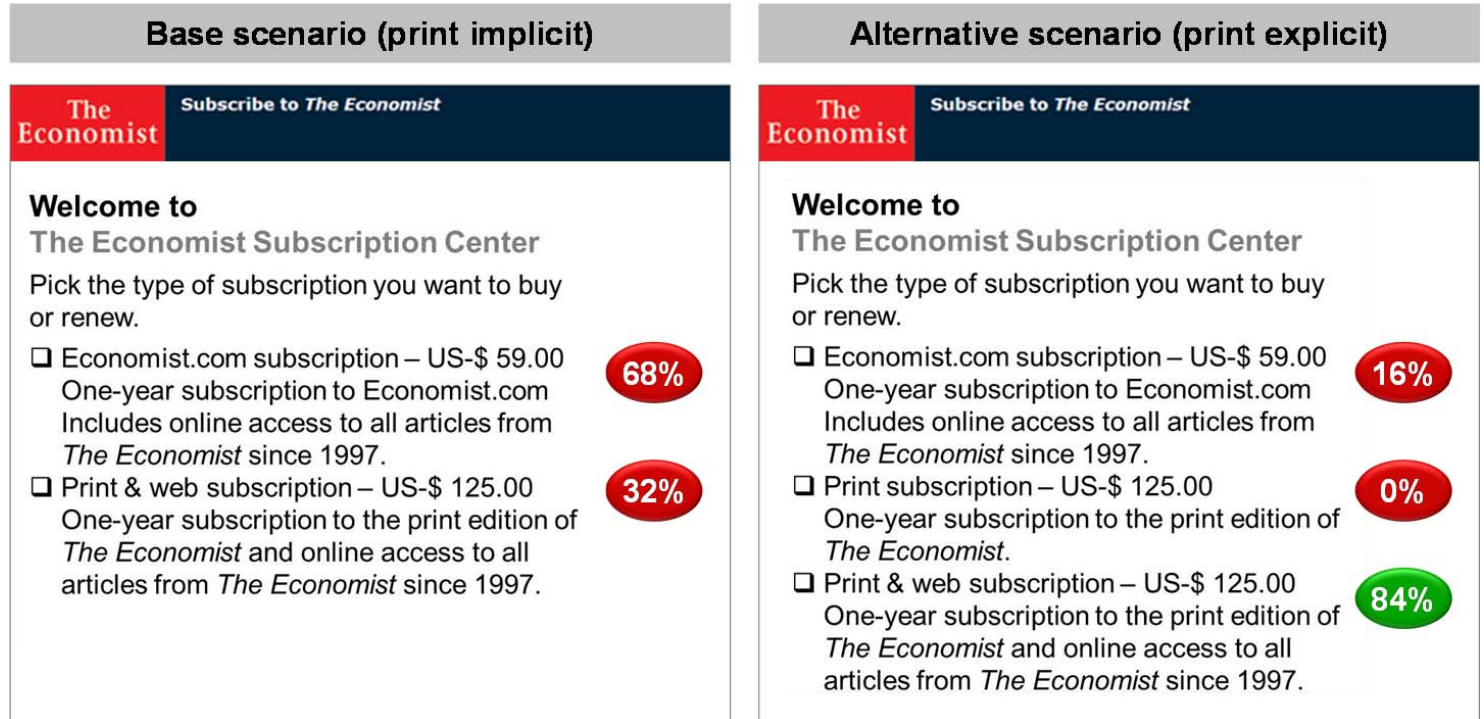 Base scenario (print implicit)
The
Economist
Subscribe to The Economist
Welcome to
The Economist Subscription Center
Pick the type of subscription you want to buy
or renew.
❑ Economist.com subscription – US-$ 59.00
One-year subscription to Economist.com
Includes online access to all articles from
The Economist since 1997.
68%
❑ Print & web subscription – US-$ 125.00
One-year subscription to the print edition of
The Economist and online access to all
articles from The Economist since 1997.
32%
Alternative scenario (print explicit)
The
Economist
Subscribe to The Economist
Welcome to
The Economist Subscription Center
Pick the type of subscription you want to buy
or renew.
❑ Economist.com subscription – US-$ 59.00
One-year subscription to Economist.com
Includes online access to all articles from
The Economist since 1997.
16%
❑ Print subscription – US-$ 125.00
One-year subscription to the print edition of
The Economist.
0%
❑ Print & web subscription – US-$ 125.00
One-year subscription to the print edition of
The Economist and online access to all
articles from The Economist since 1997.
84%